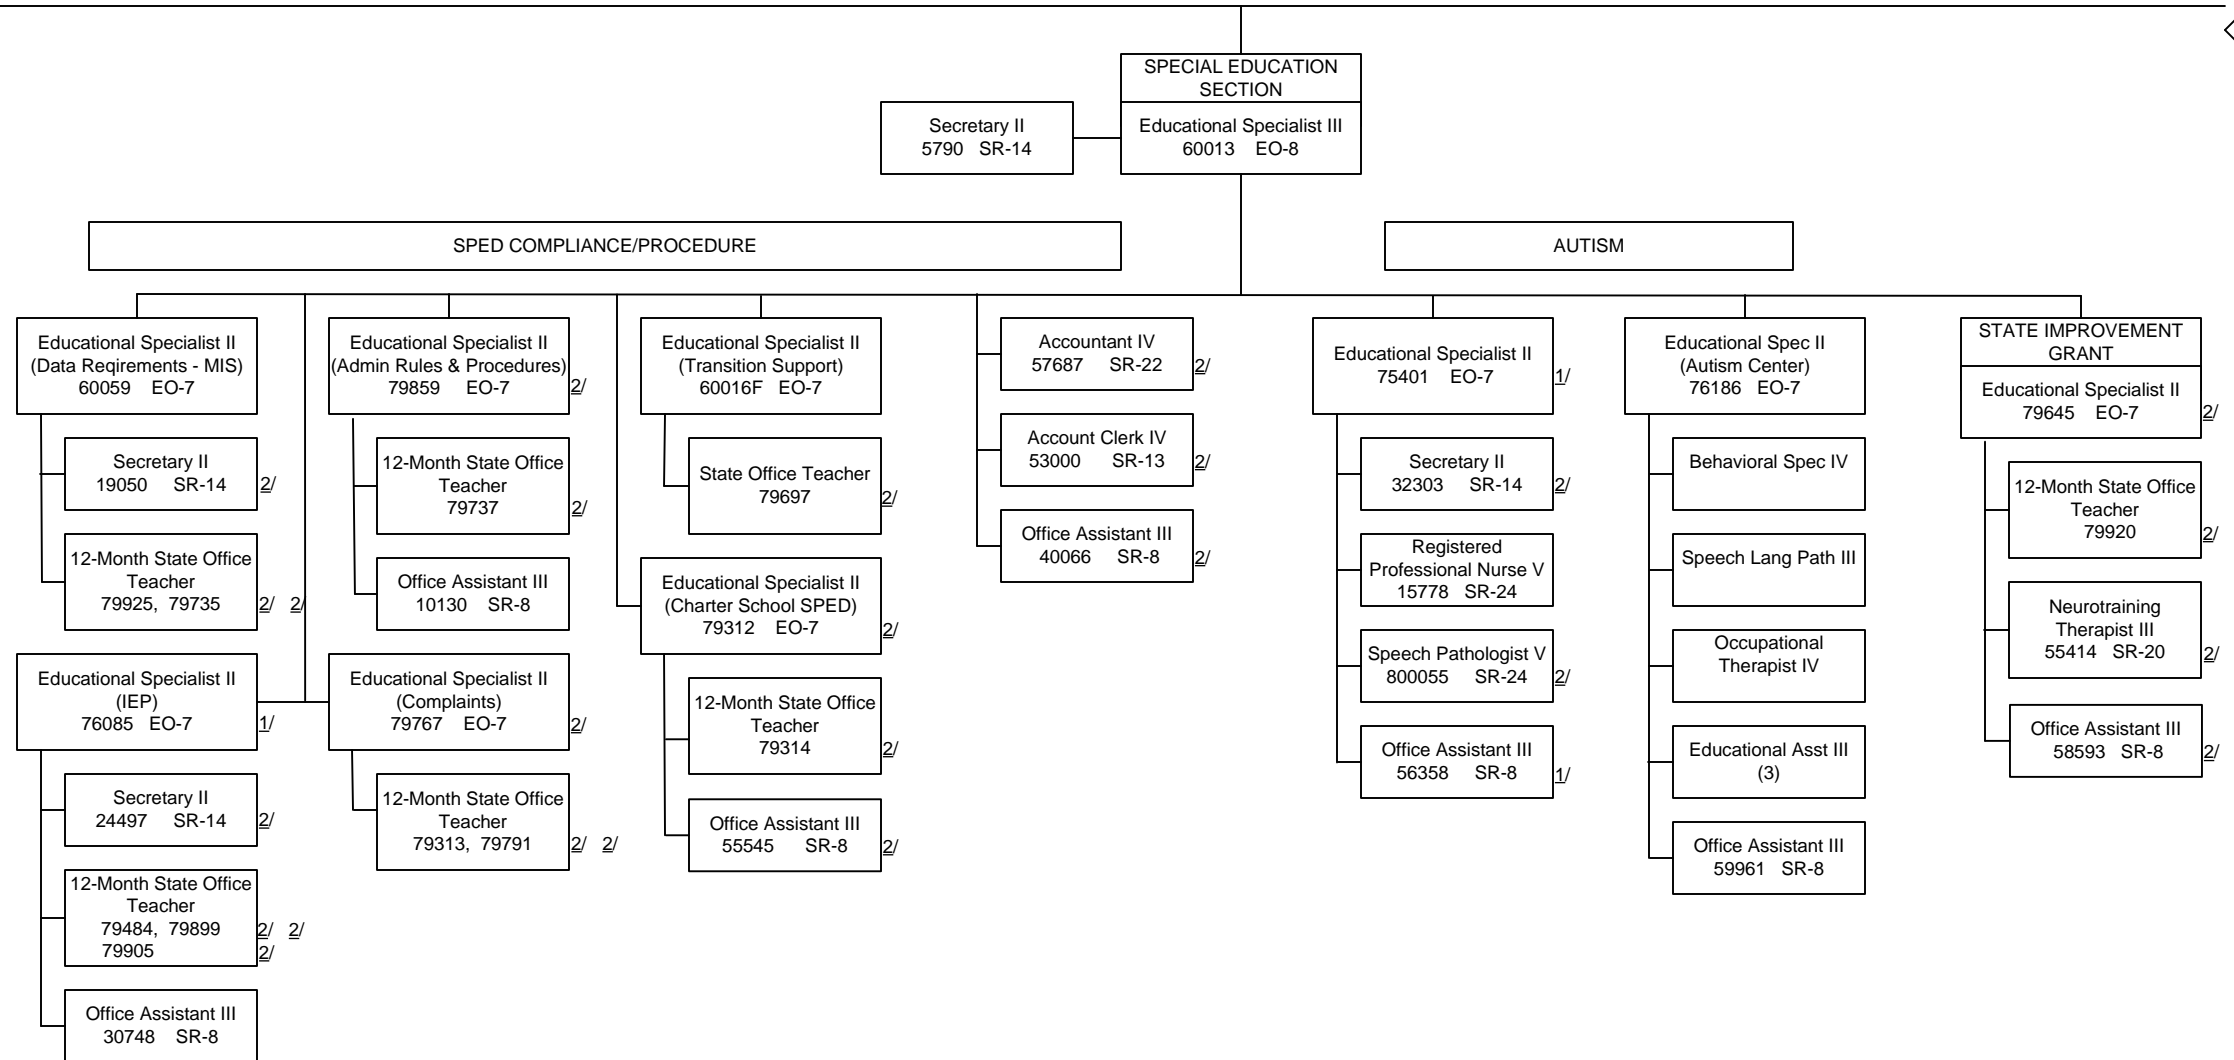 SPECIAL EDUCATION
SECTION
Secretary II
5790 SR-14
Educational Specialist III
60013 EO-8
SPED COMPLIANCE/PROCEDURE
AUTISM
Educational Specialist II
(Data Reqirements - MIS)
60059 EO-7
Secretary II
19050 SR-14 2/
12-Month State Office
Teacher
79925, 79735 2/ 2/
Educational Specialist II
(IEP)
76085 EO-7 1/
Secretary II
24497 SR-14 2/
12-Month State Office
Teacher
79484, 79899 2/ 2/
79905 2/
Office Assistant III
30748 SR-8
Educational Specialist II
(Admin Rules & Procedures)
79859 EO-7 2/
12-Month State Office
Teacher
79737 2/
Office Assistant III
10130 SR-8
Educational Specialist II
(Complaints)
79767 EO-7 2/
12-Month State Office
Teacher
79313, 79791 2/ 2/
Educational Specialist II
(Transition Support)
60016F EO-7
State Office Teacher
79697 2/
Educational Specialist II
(Charter School SPED)
79312 EO-7 2/
12-Month State Office
Teacher
79314 2/
Office Assistant III
55545 SR-8 2/
Accountant IV
57687 SR-22 2/
Account Clerk IV
53000 SR-13 2/
Office Assistant III
40066 SR-8 2/
Educational Specialist II
75401 EO-7 1/
Secretary II
32303 SR-14 2/
Registered
Professional Nurse V
15778 SR-24
Speech Pathologist V
800055 SR-24 2/
Office Assistant III
56358 SR-8 1/
Educational Spec II
(Autism Center)
76186 EO-7
Behavioral Spec IV
Speech Lang Path III
Occupational
Therapist IV
Educational Asst III
(3)
Office Assistant III
59961 SR-8
STATE IMPROVEMENT
GRANT
Educational Specialist II
79645 EO-7 2/
12-Month State Office
Teacher
79920 2/
Neurotraining
Therapist III
55414 SR-20 2/
Office Assistant III
58593 SR-8 2/